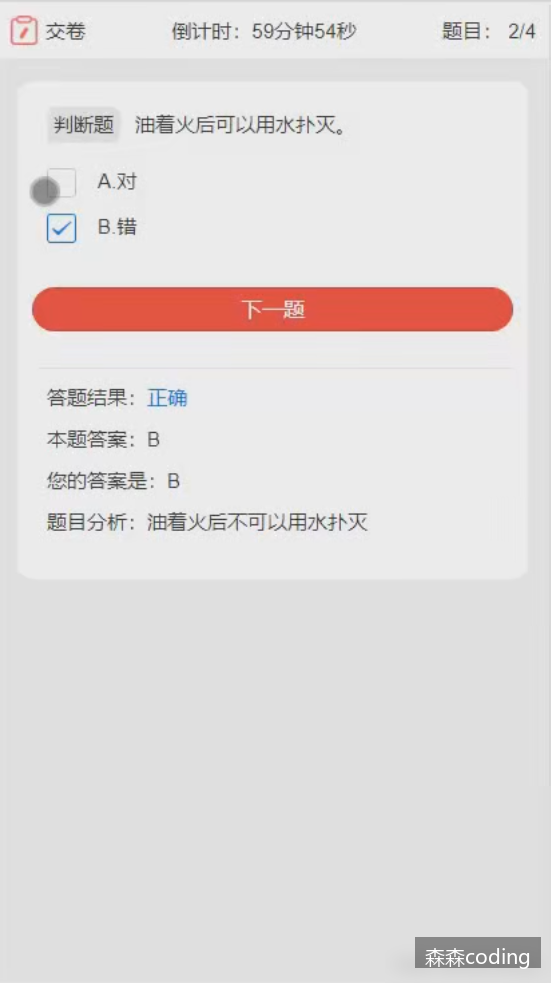 交卷 倒计时：59分钟54秒 题目： 2/4
判断题 油着火后可以用水扑灭。
A.对
B.错
下一题
答题结果：正确
本题答案：B
您的答案是：B
题目分析：油着火后不可以用水扑灭
森森coding